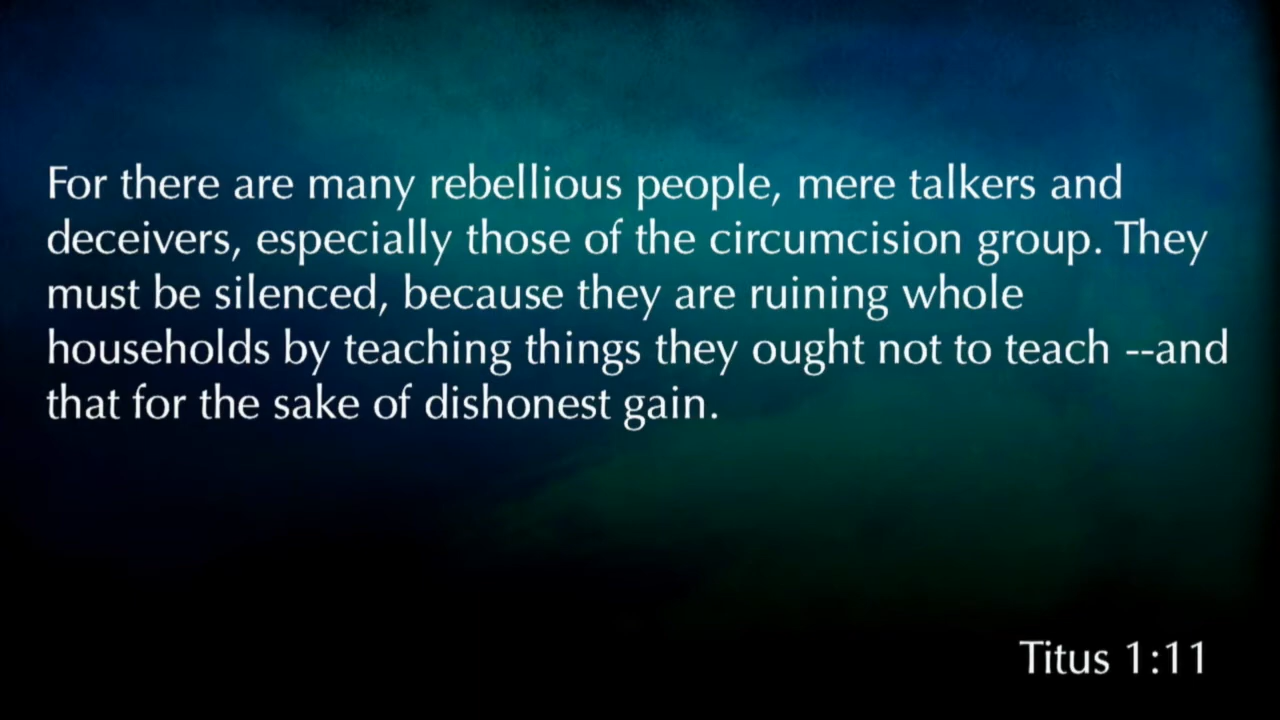 For there are many rebellious people, mere talkers and
deceivers, especially those of the circumcision group. They
must be silenced, because they are ruining whole
households by teaching things they ought not to teach --and
that for the sake of dishonest gain.
Titus 1:11